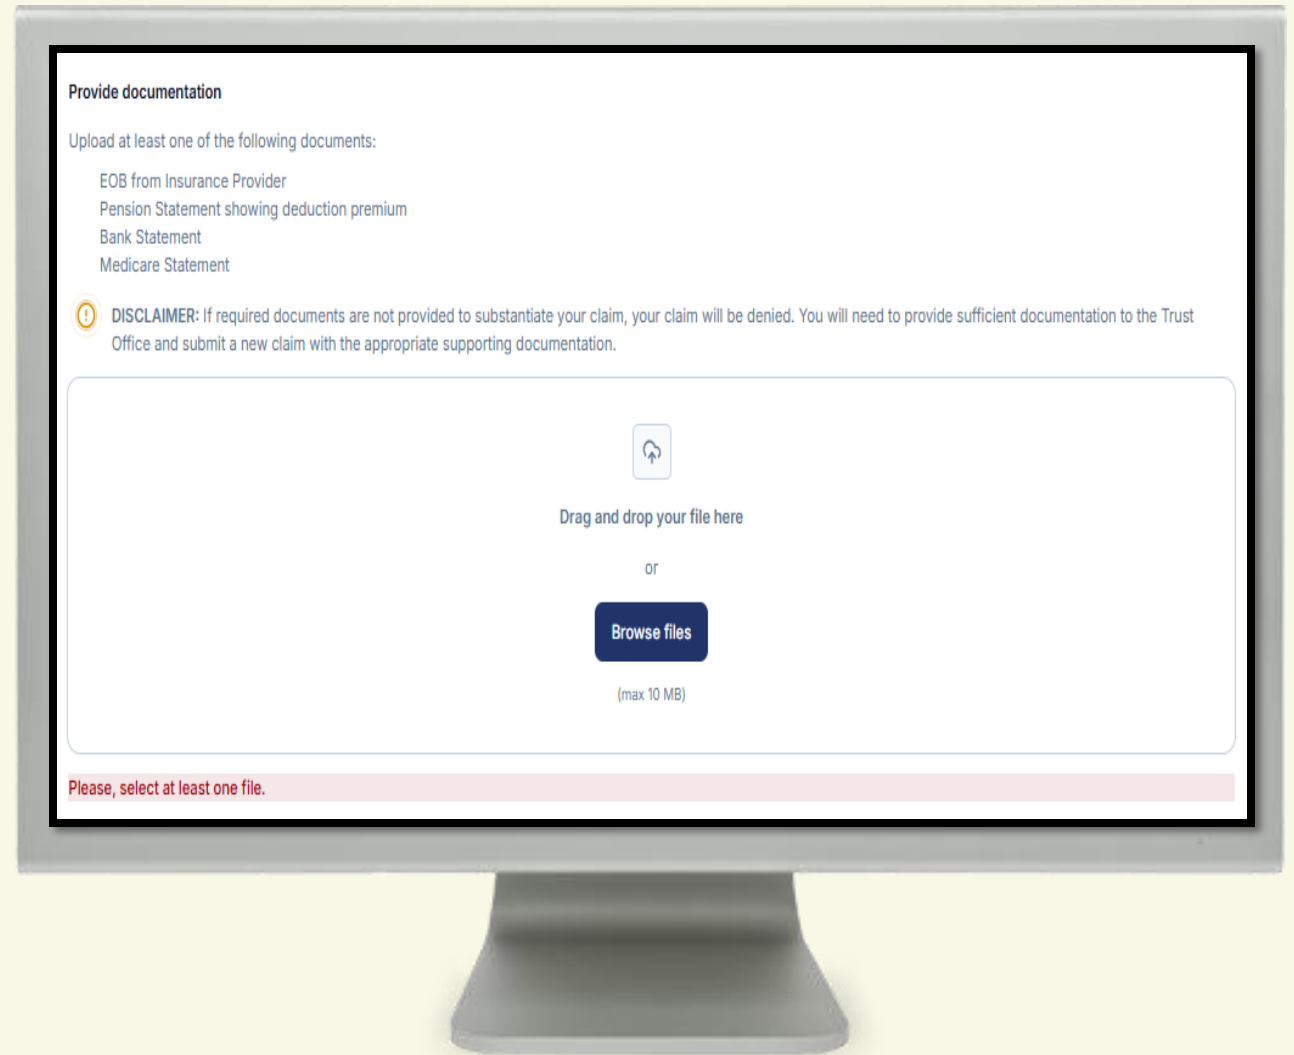 Provide documentation
Upload at least one of the following documents:
EOB from Insurance Provider
Pension Statement showing deduction premium
Bank Statement
Medicare Statement
DISCLAIMER: If required documents are not provided to substantiate your claim, your claim will be denied. You will need to provide sufficient documentation to the Trust
Office and submit a new claim with the appropriate supporting documentation.
Drag and drop your file here
or
Browse files
(max 10 MB)
Please, select at least one file.